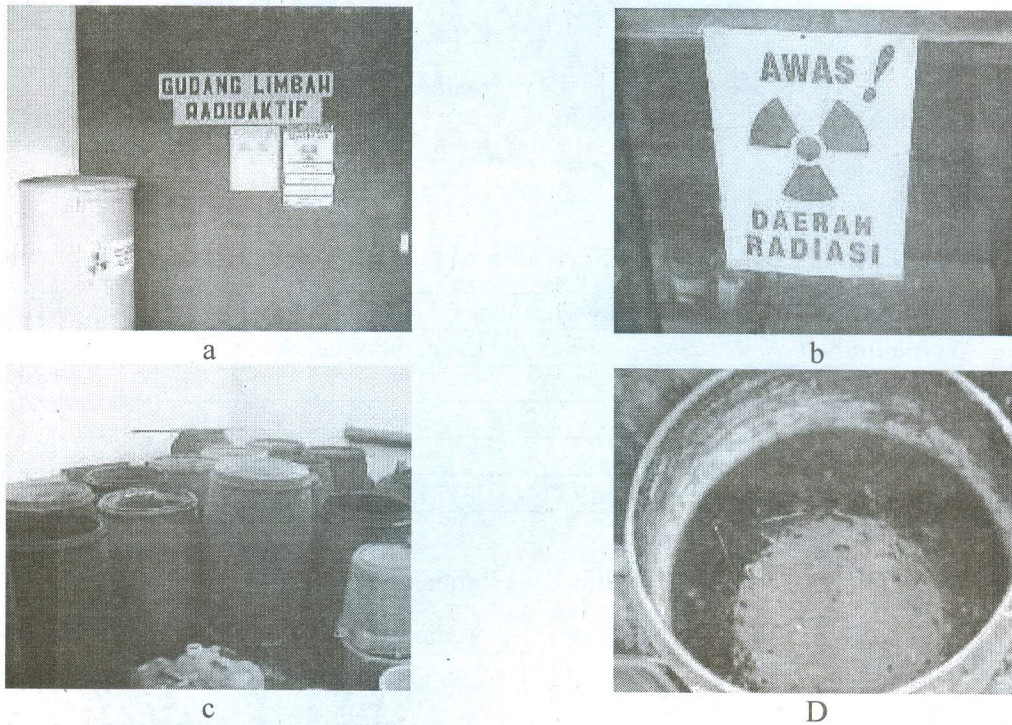 GUDANG LIMBAH
RADIOAKTIF
AWAS !
DAERAH
RADIASI
a
b
c
D